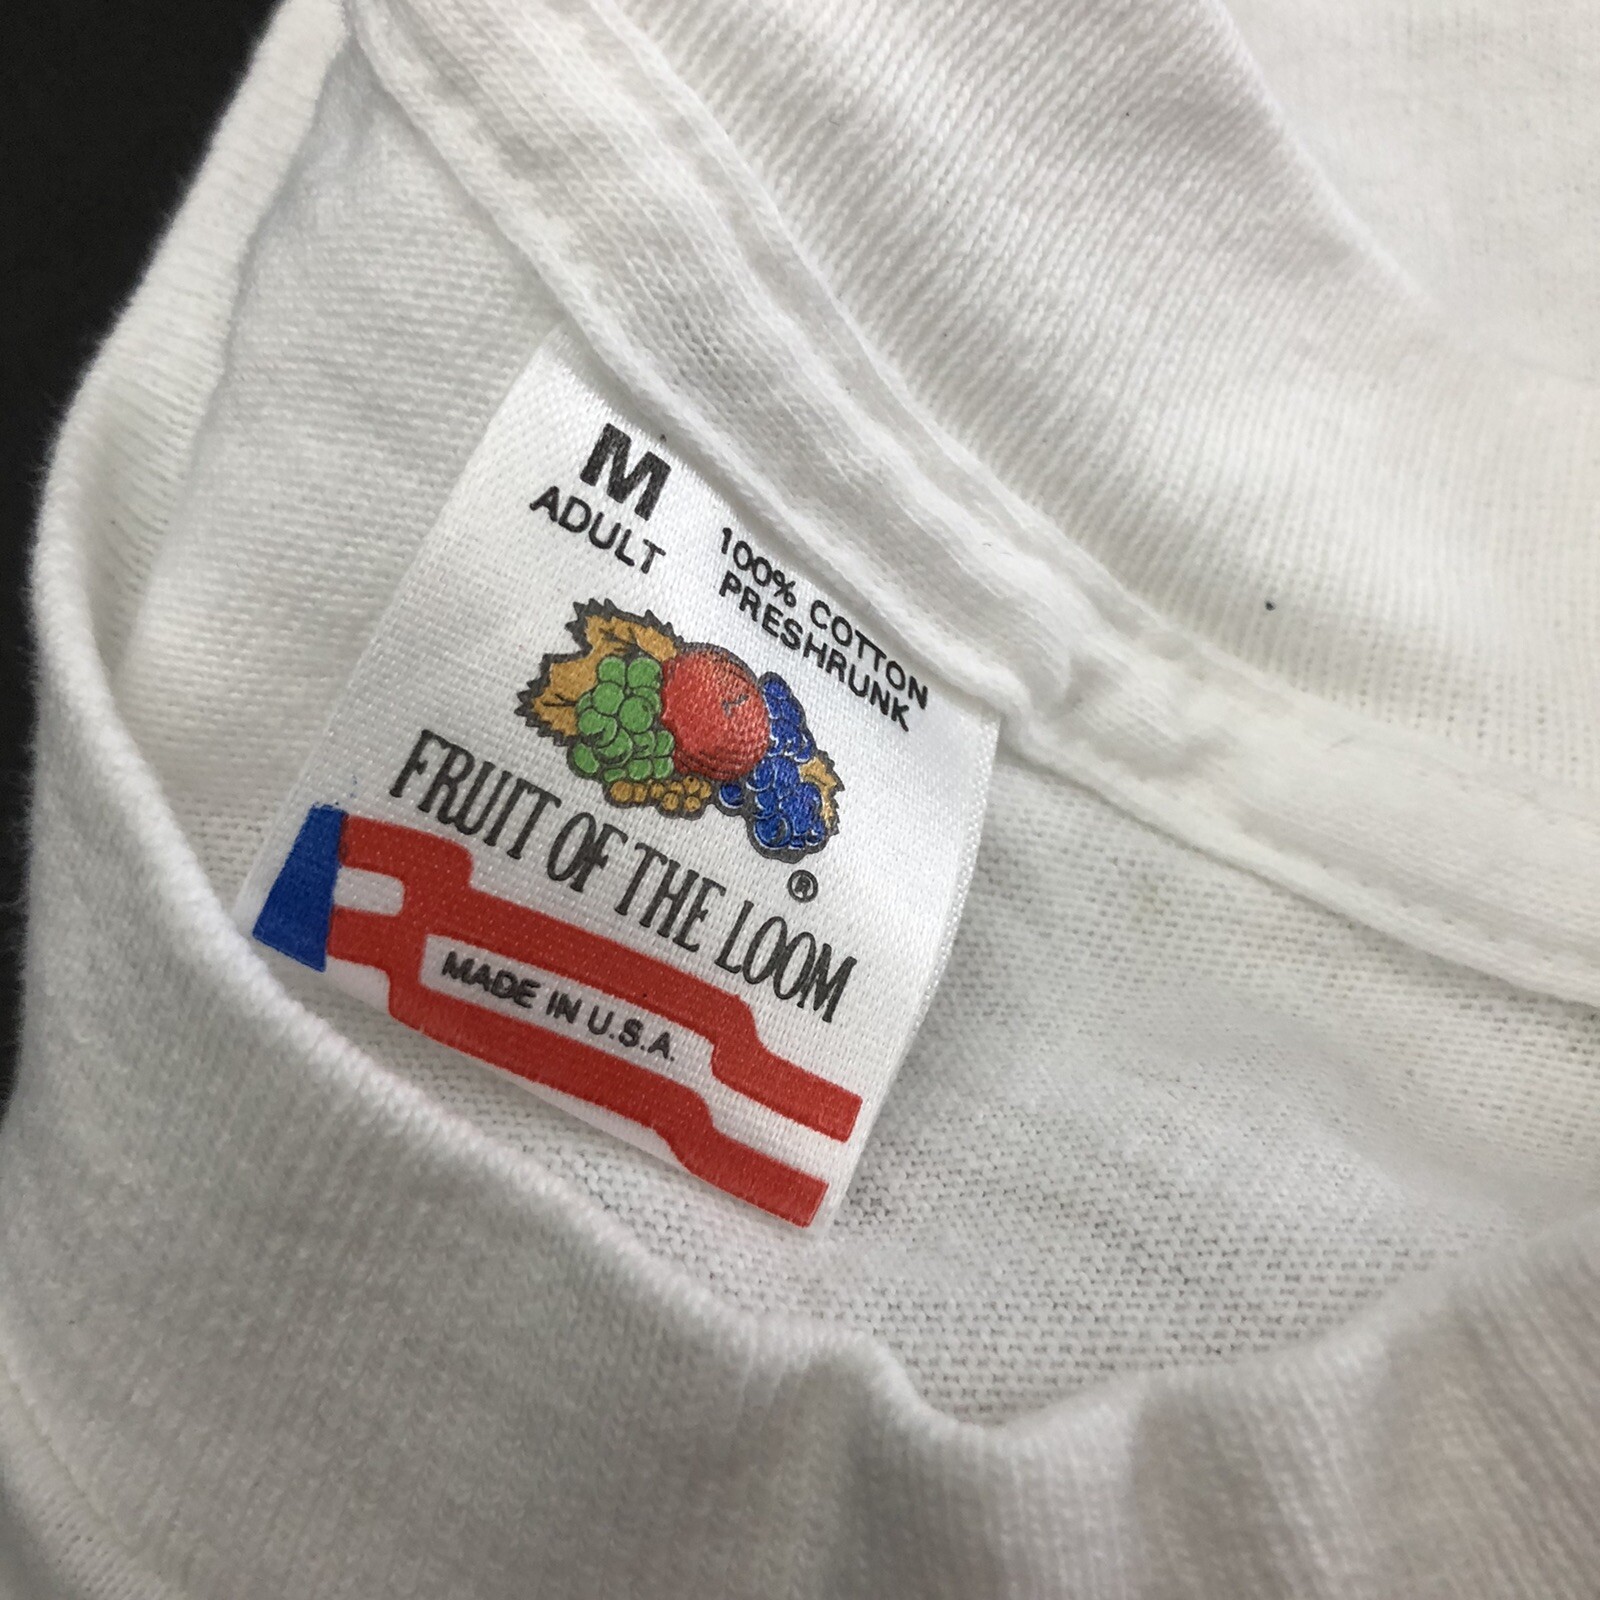 M
ADULT
100% COTTON
PRESHRUNK
FRUIT OF THE LOOM
®
MADE IN U.S.A.